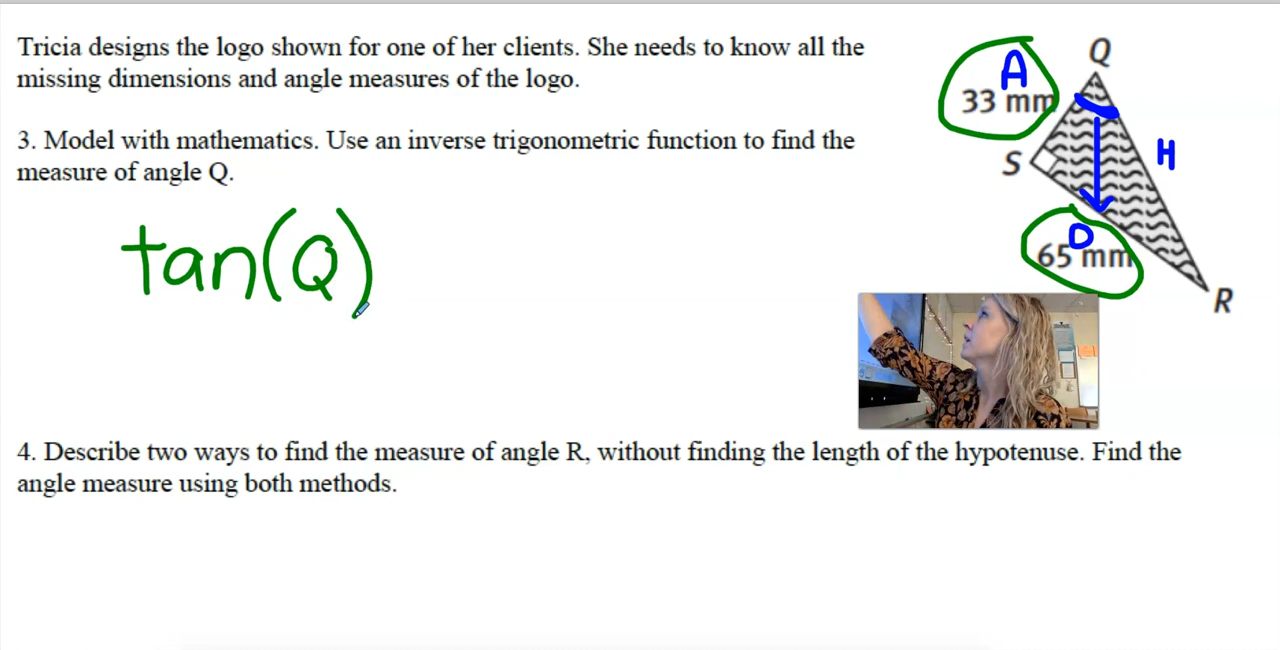 Tricia designs the logo shown for one of her clients. She needs to know all the
missing dimensions and angle measures of the logo.
3. Model with mathematics. Use an inverse trigonometric function to find the
measure of angle Q.
tan(Q)
Q
A
33 mm
S
H
O
65 mm
R
4. Describe two ways to find the measure of angle R, without finding the length of the hypotenuse. Find the
angle measure using both methods.